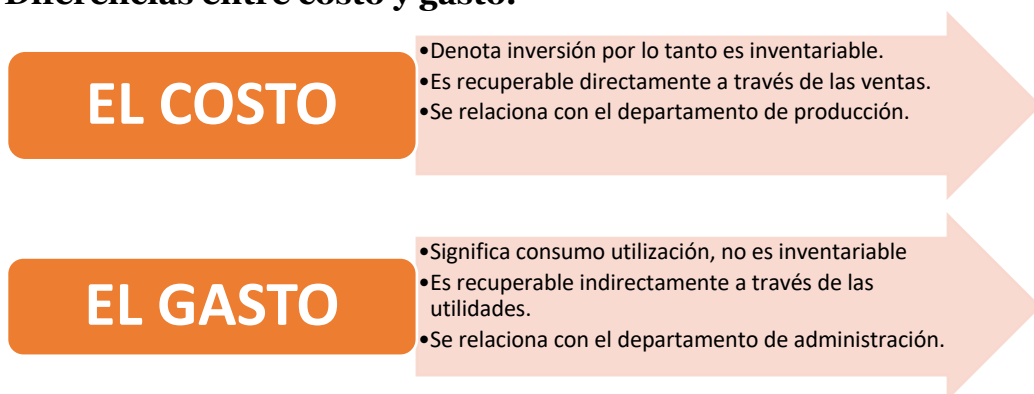 Diferencias entre costo y gasto.
EL COSTO
•Denota inversión por lo tanto es inventariable.
•Es recuperable directamente a través de las ventas.
•Se relaciona con el departamento de producción.
EL GASTO
•Significa consumo utilización, no es inventariable
•Es recuperable indirectamente a través de las
utilidades.
•Se relaciona con el departamento de administración.